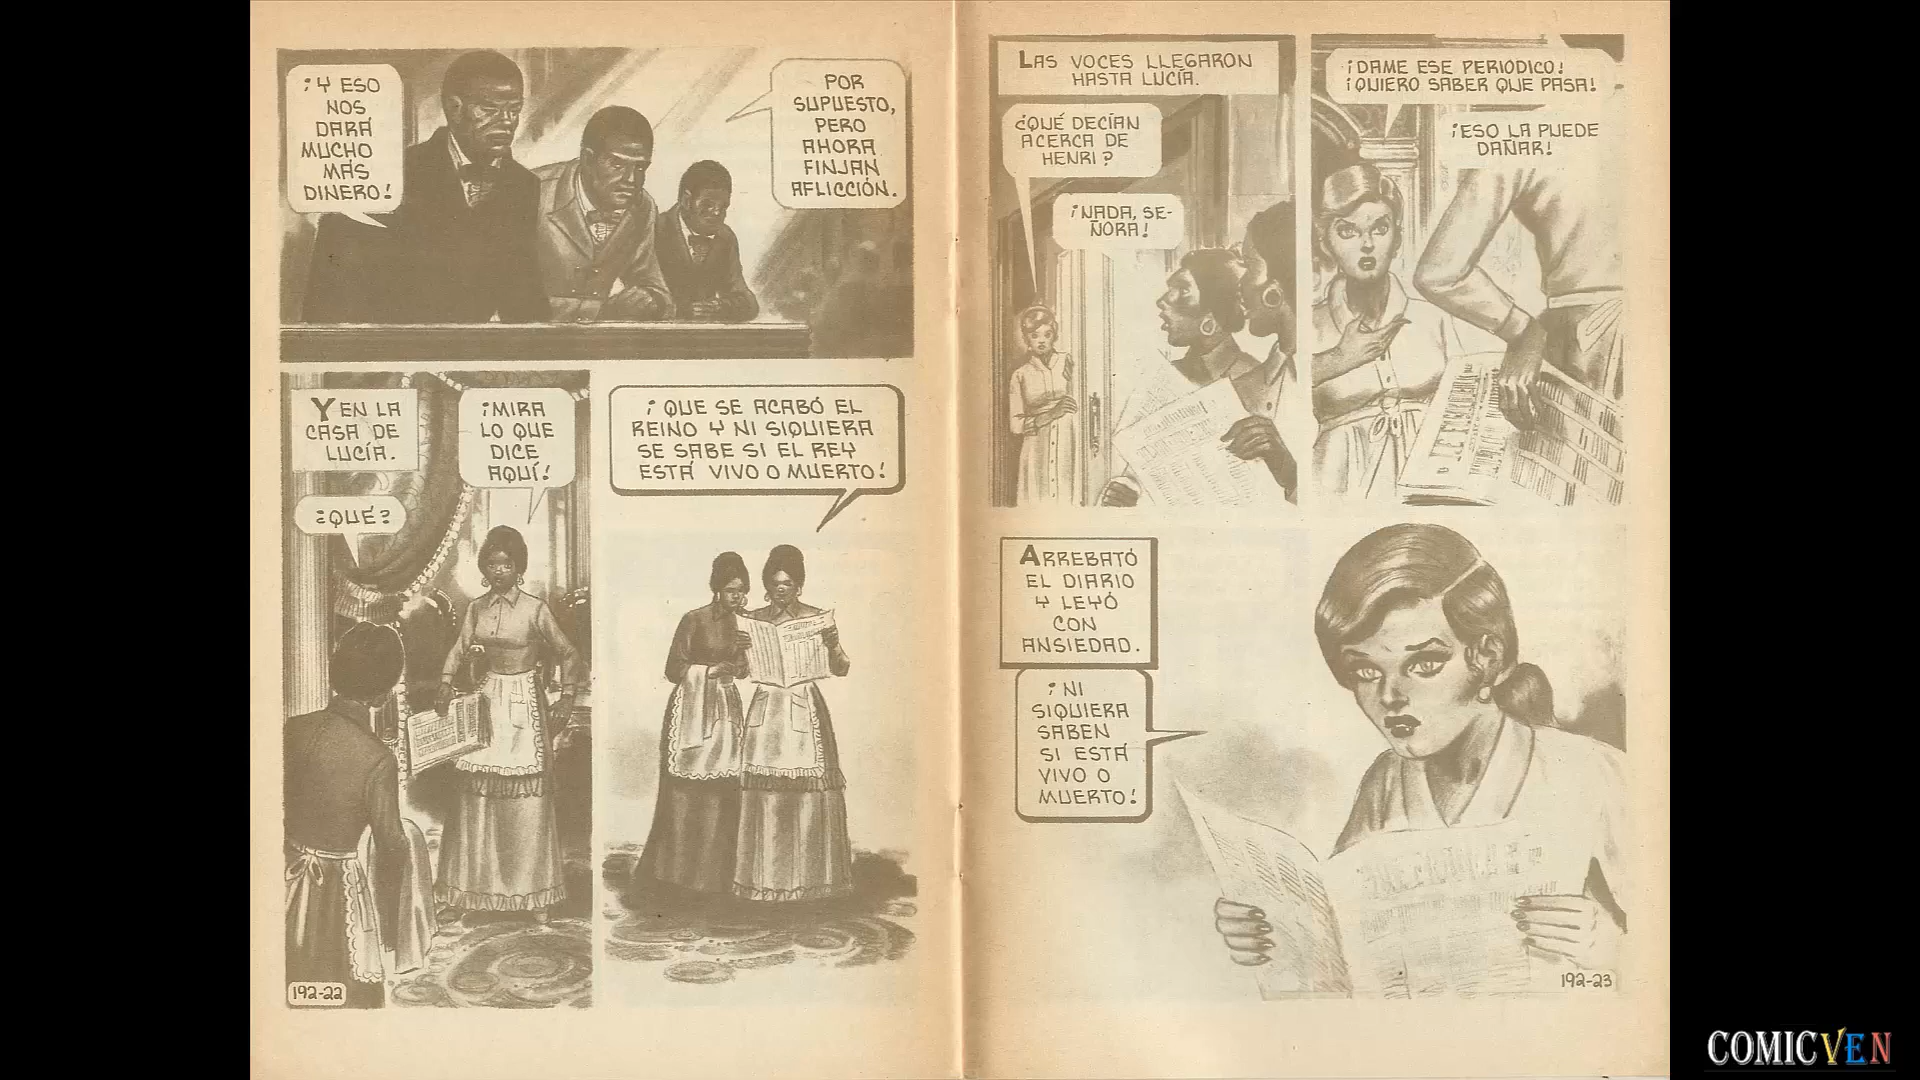 ¡Y ESO
NOS
DARÁ
MUCHO
MÁS
DINERO!
POR
SUPUESTO,
PERO
AHORA
FINJAN
AFLICCIÓN.
Y EN LA
CASA DE
LUCÍA.
¡MIRA
LO QUE
DICE
AQUÍ!
¿QUÉ?
¡QUE SE ACABÓ EL
REINO Y NI SIQUIERA
SE SABE SI EL REY
ESTÁ VIVO O MUERTO!
192-22
LAS VOCES LLEGARON
HASTA LUCÍA.
¿QUÉ DECÍAN
ACERCA DE
HENRI?
¡NADA, SE-
ÑORA!
¡DAME ESE PERIODICO!
¡QUIERO SABER QUE PASA!
¡ESO LA PUEDE
DAÑAR!
ARREBATÓ
EL DIARIO
Y LEYÓ
CON
ANSIEDAD.
¡NI
SIQUIERA
SABEN
SI ESTÁ
VIVO O
MUERTO!
192-23
COMICVEN